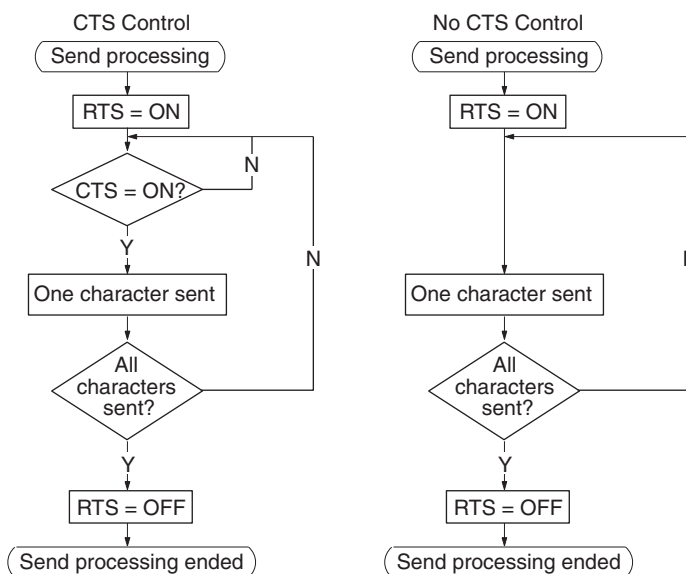 CTS Control
Send processing
RTS = ON
N
CTS = ON?
Y
N
One character sent
All
characters
sent?
Y
RTS = OFF
Send processing ended
No CTS Control
Send processing
RTS = ON
One character sent
All
characters
sent?
Y
RTS = OFF
Send processing ended